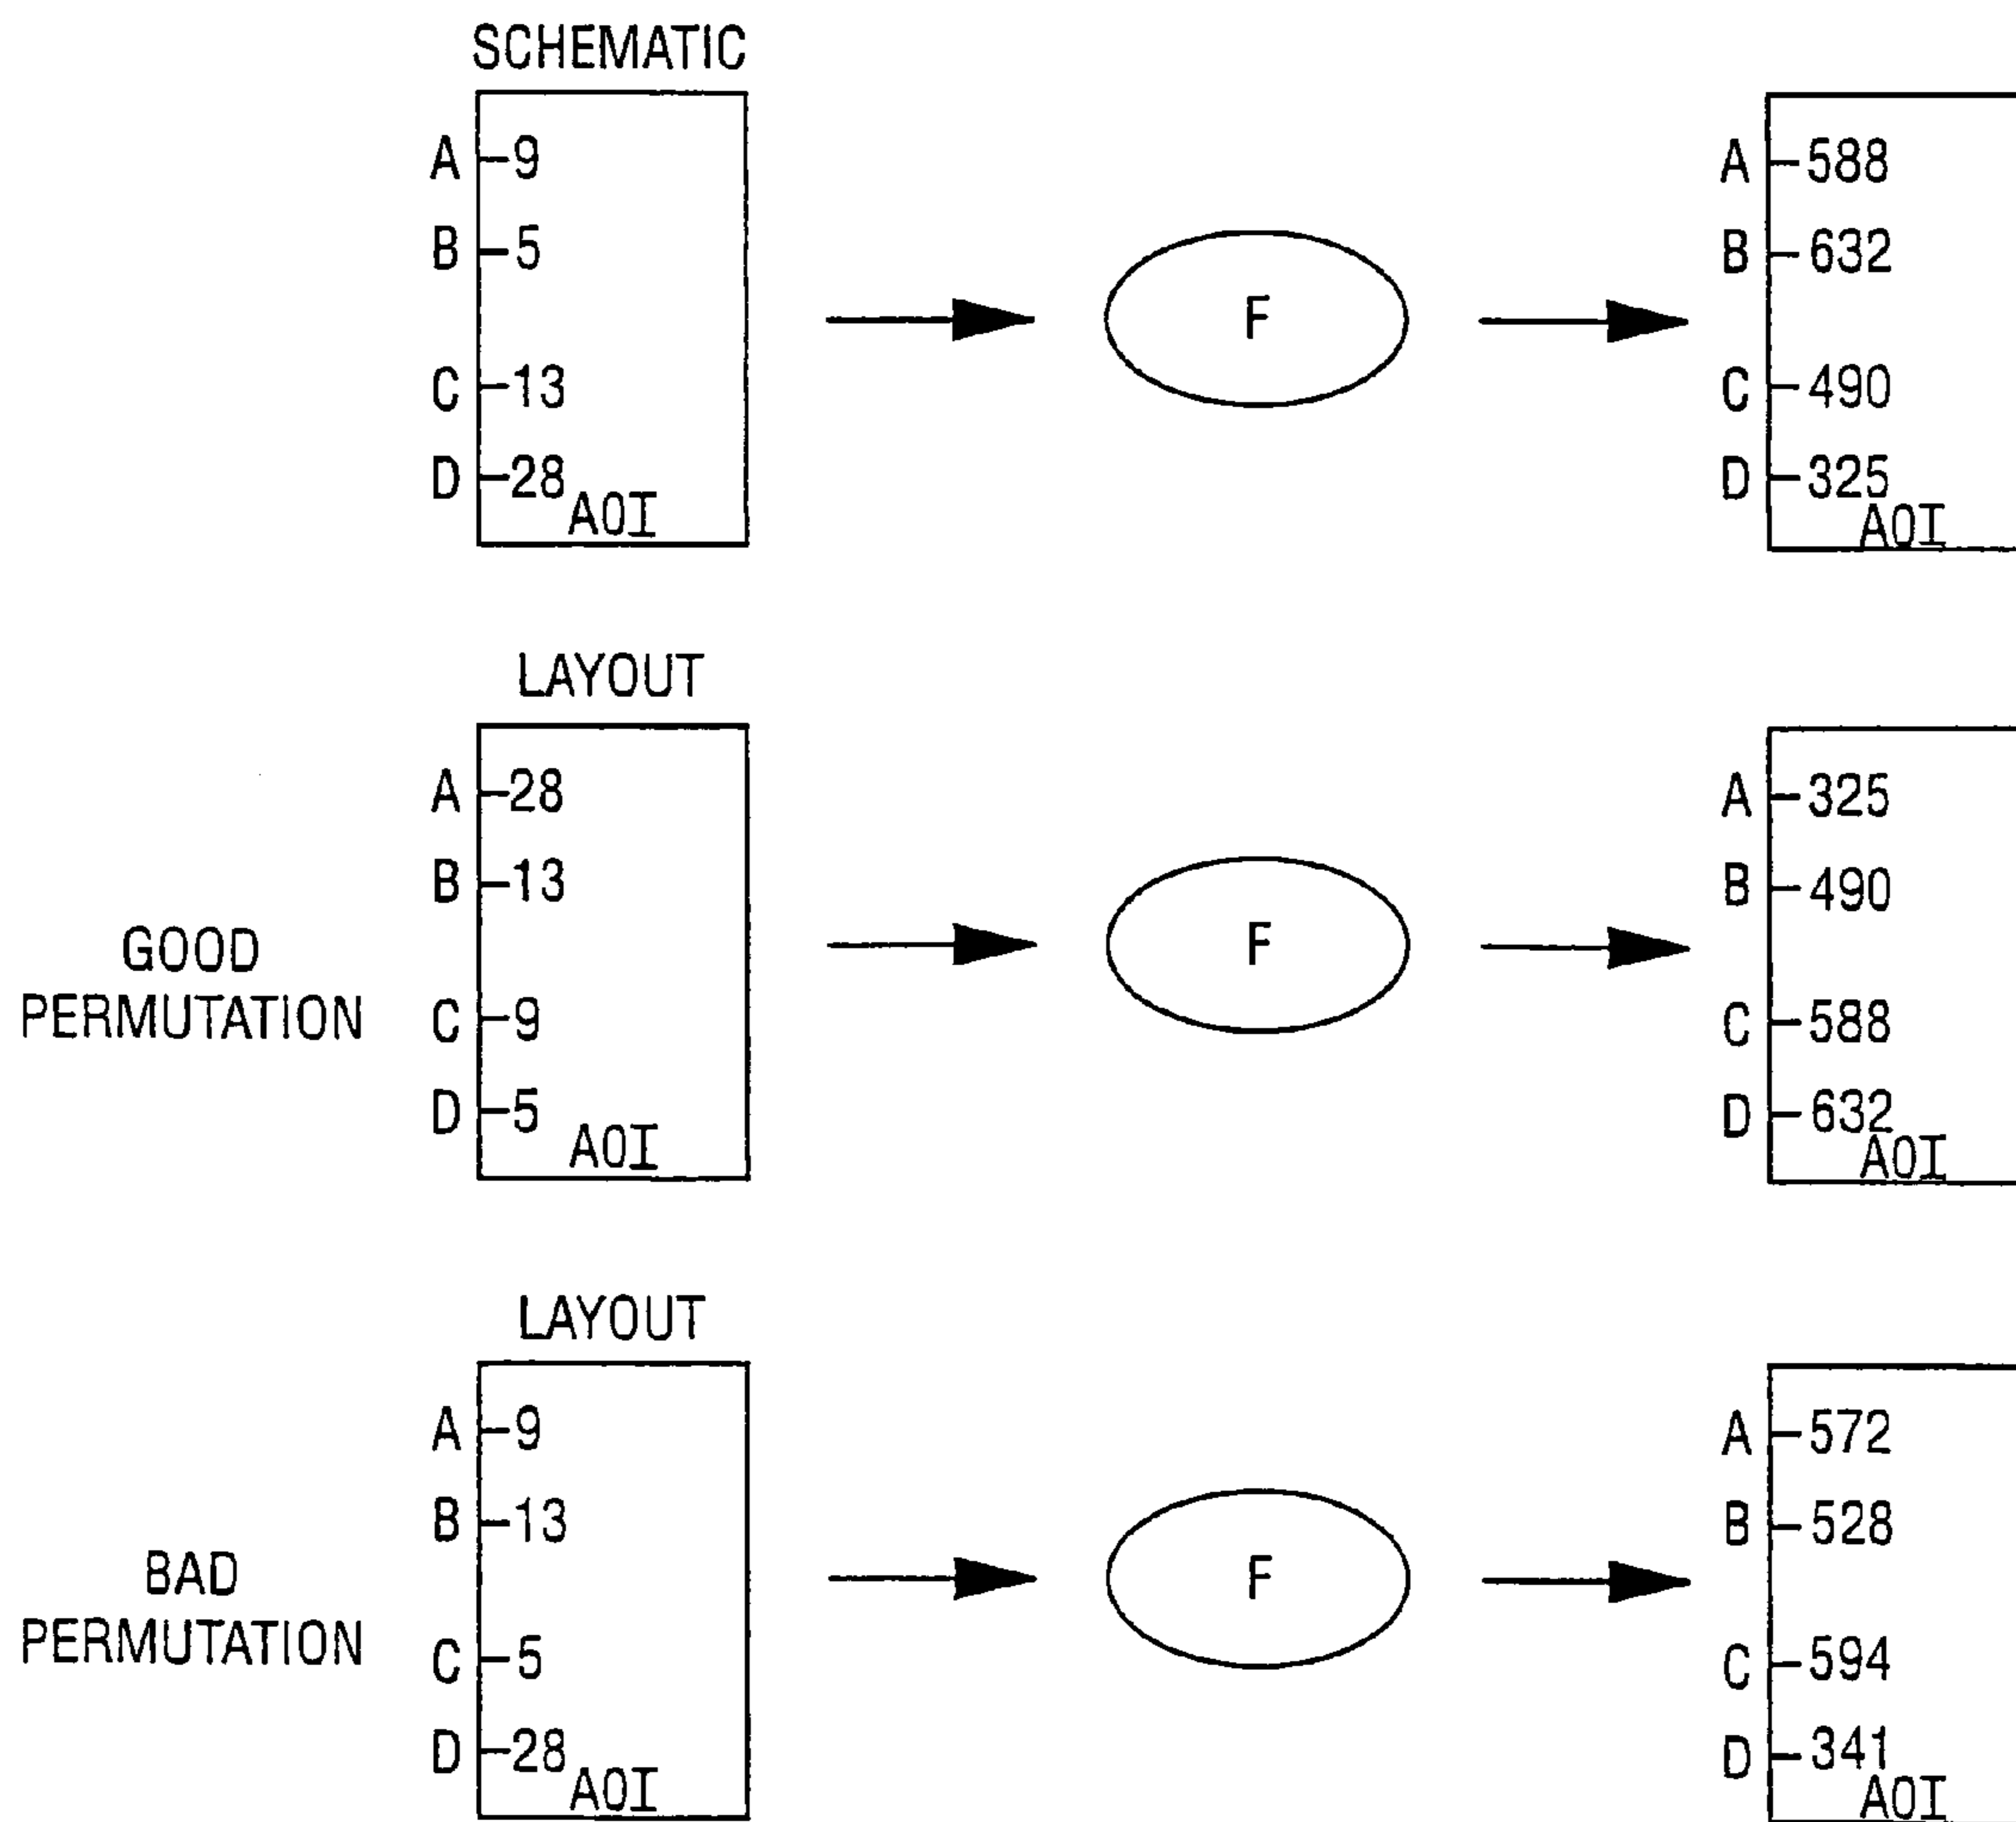 SCHEMATIC
A 9
B 5
C 13
D 28
AOI
F
A 588
B 632
C 490
D 325
AOI
LAYOUT
GOOD
PERMUTATION
A 28
B 13
C 9
D 5
AOI
F
A 325
B 490
C 588
D 632
AOI
LAYOUT
BAD
PERMUTATION
A 9
B 13
C 5
D 28
AOI
F
A 572
B 528
C 594
D 341
AOI